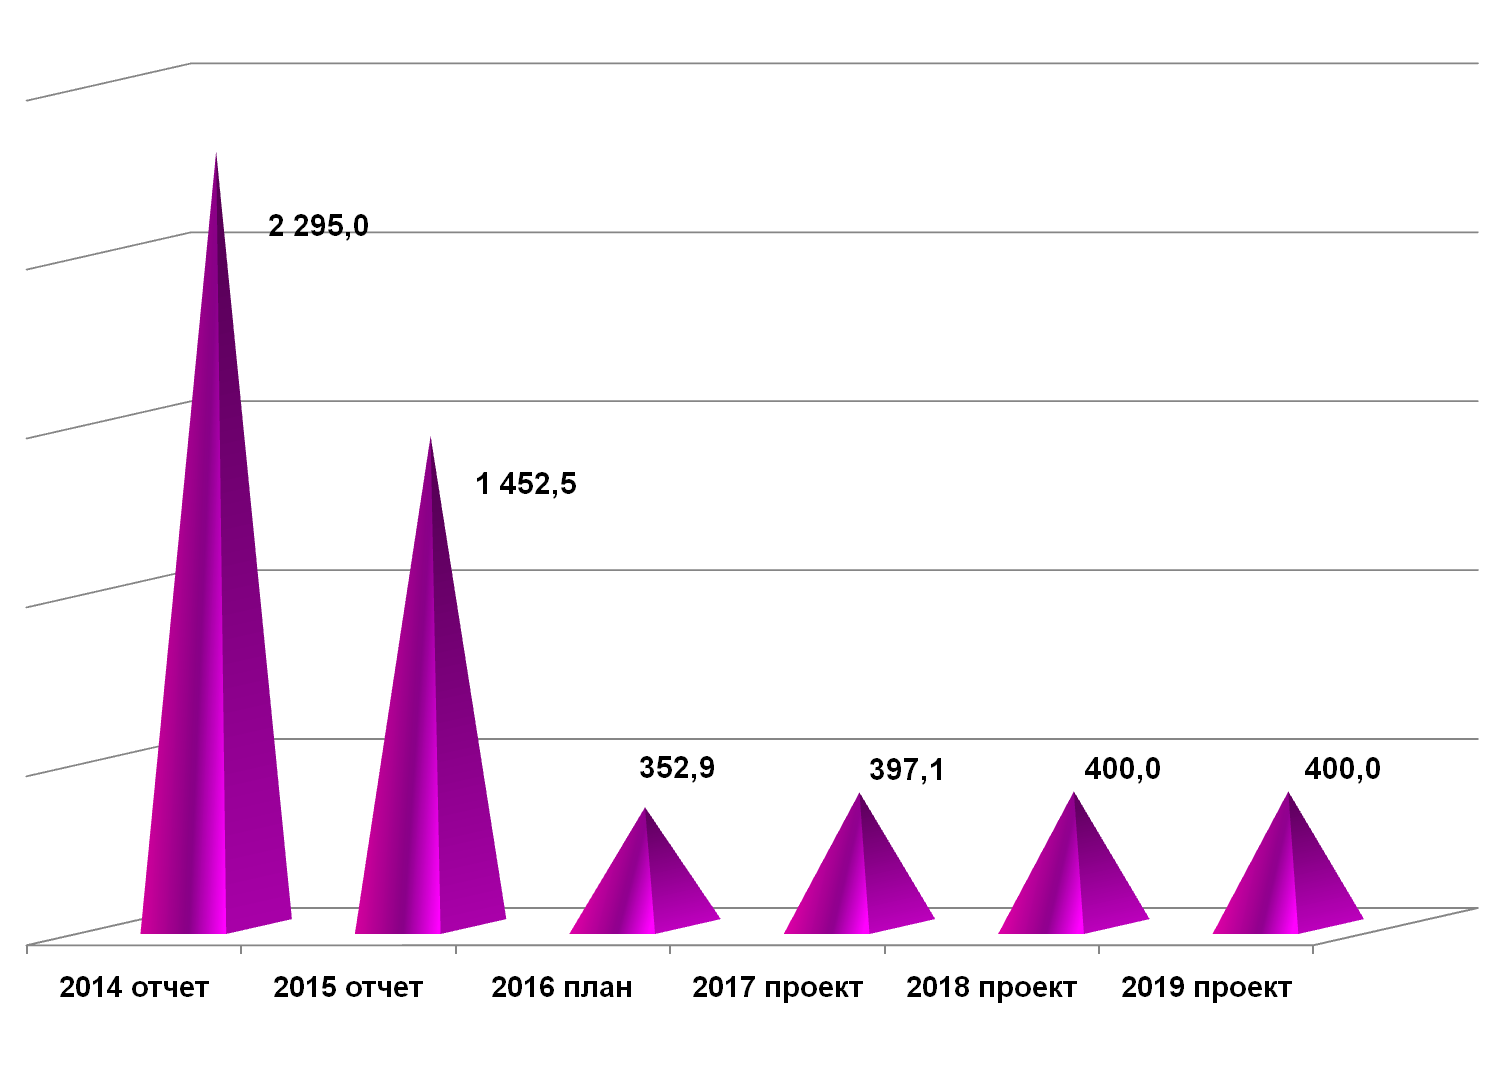 2 295,0
1 452,5
352,9
397,1
400,0
400,0
2014 отчет
2015 отчет
2016 план
2017 проект
2018 проект
2019 проект